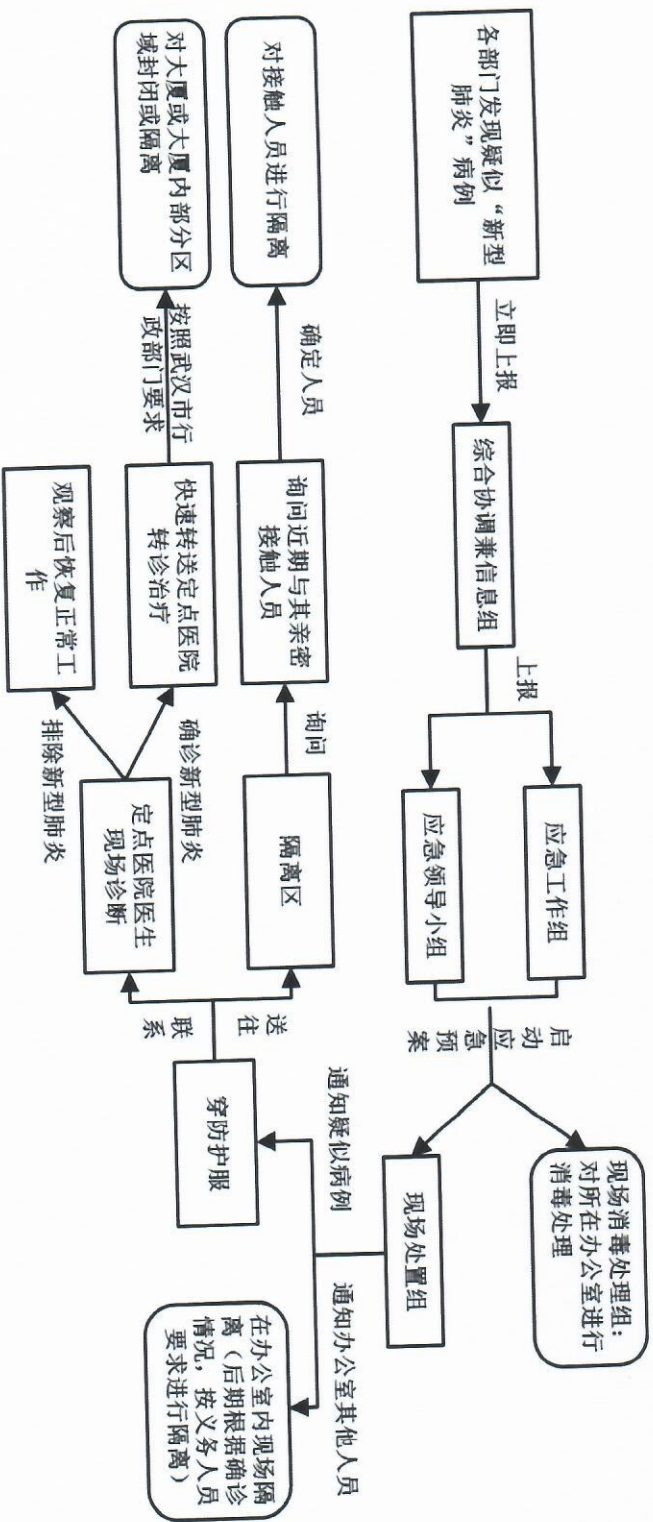 各部门发现疑似“新型
肺炎”病例
立即上报
综合协调兼信息组
上报
应急工作组
应急领导小组
启动
应急
预案
现场消毒处理组：
对所在办公室进行
消毒处理
现场处置组
通知疑似病例
通知办公室其他人员
在办公室内现场隔
离（后期根据确诊
情况，按义务人员
要求进行隔离）
穿防护服
送往
联系
隔离区
询问
询问近期与其亲密
接触人员
确定人员
对接触人员进行隔离
定点医院医生
现场诊断
确诊新型肺炎
排除新型肺炎
快速转送定点医院
转诊治疗
按照武汉市行
政部门要求
对大厦或大厦内部分区
域封闭或隔离
观察后恢复正常工
作